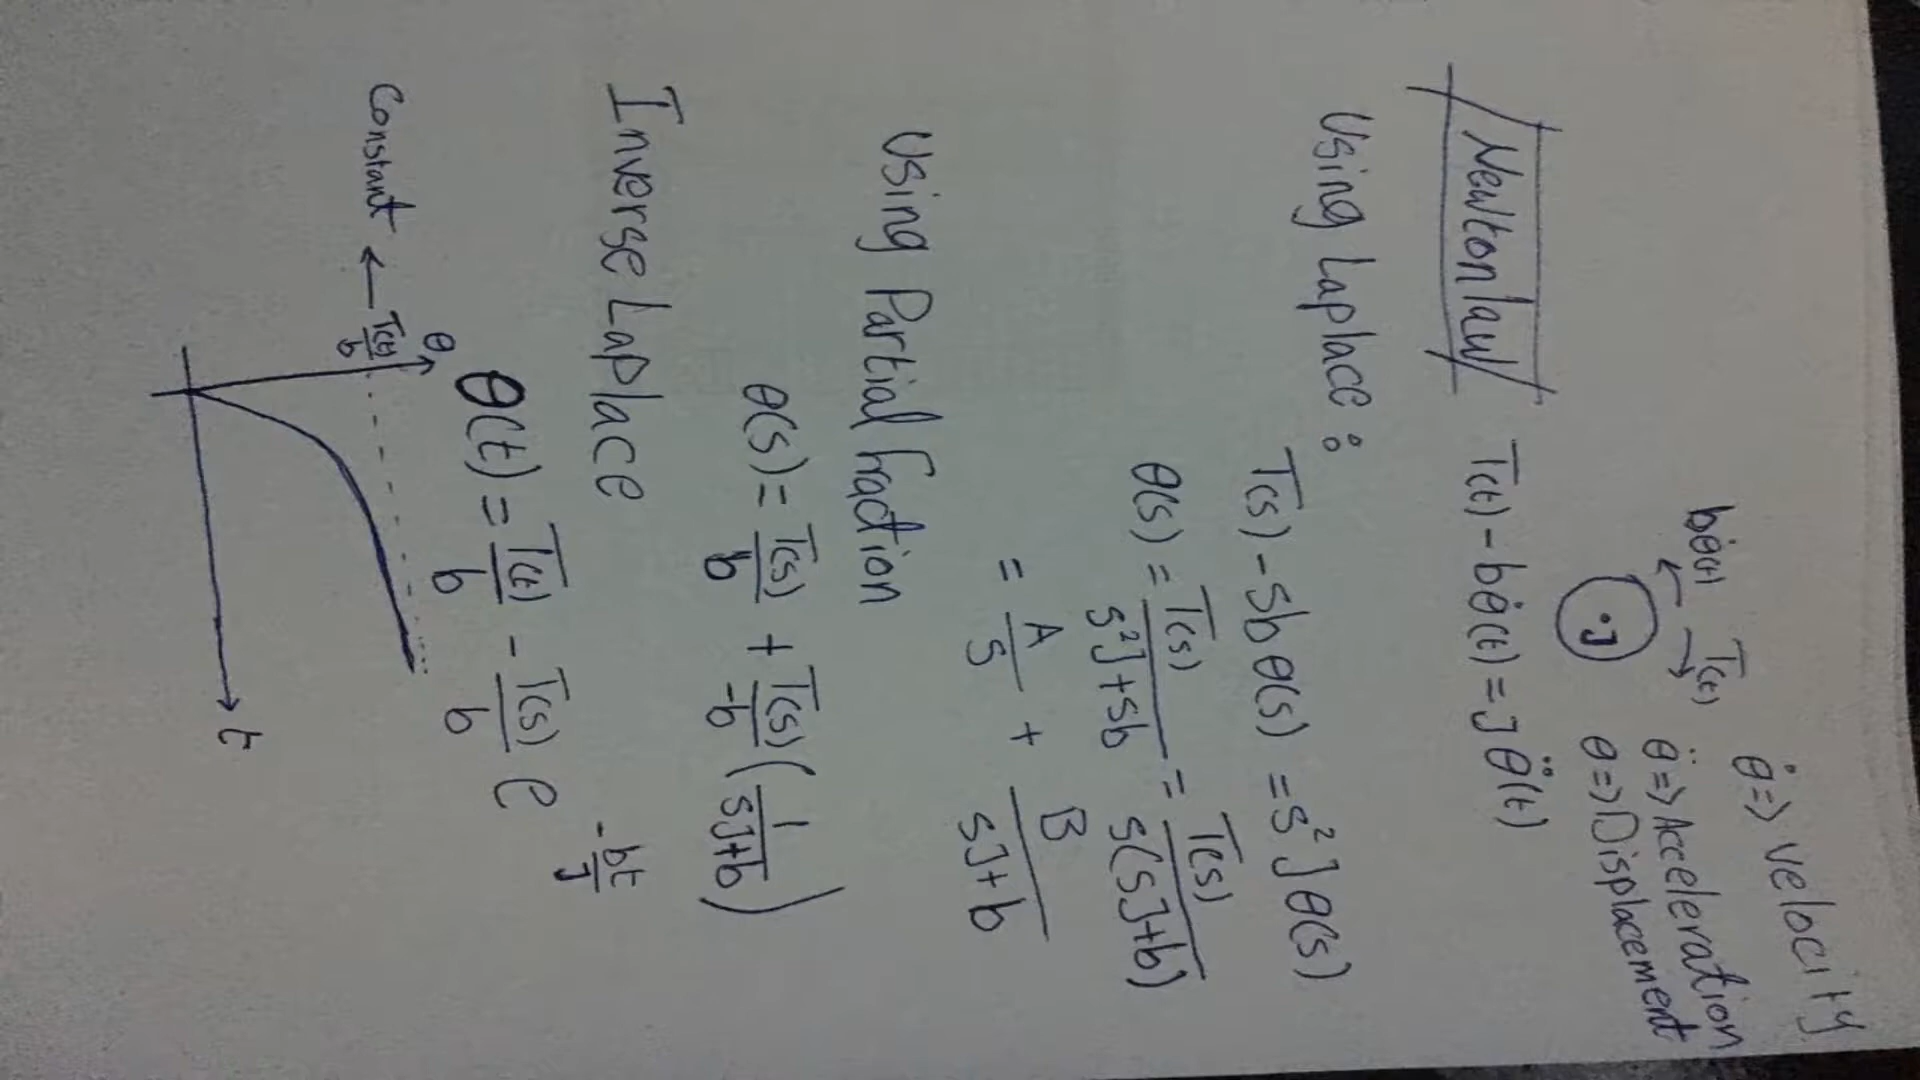 bθ̇(t) T(t)
J
θ̇ => velocity
θ̈ => Acceleration
θ => Displacement
Newton law T(t) - bθ̇(t) = Jθ̈(t)
Using Laplace :
T(s) - Sb θ(s) = S² J θ(s)
θ(s) = T(s) / S²J+Sb = T(s) / S(SJ+b)
= A/S + B/SJ+b
Using Partial fraction
θ(s) = T(s)/b + T(s)/-b (1/SJ+b)
Inverse Laplace
θ(t) = T(t)/b - T(s)/b e^-bt/J
θ
Constant ← T(t)/b
t